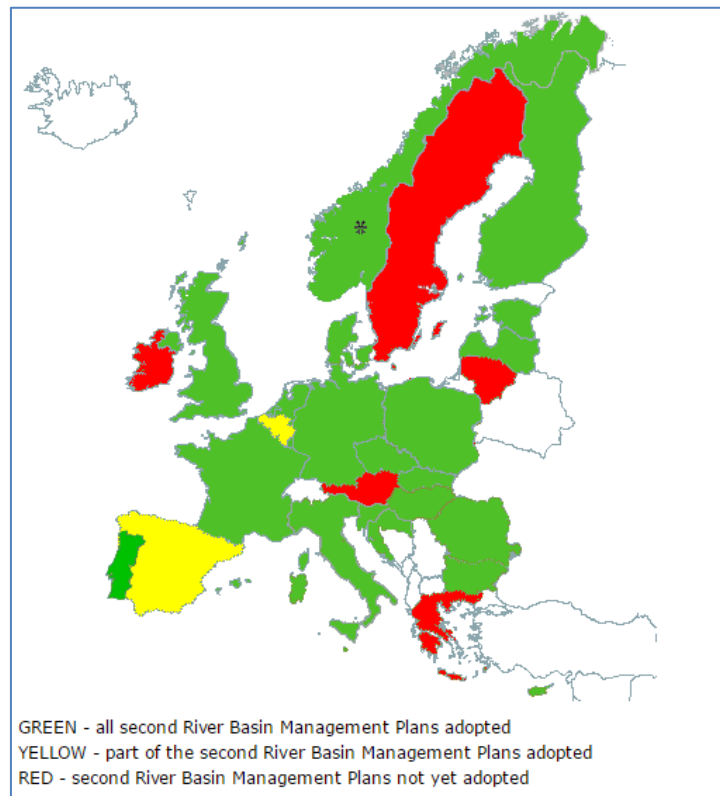 GREEN - all second River Basin Management Plans adopted
YELLOW - part of the second River Basin Management Plans adopted
RED - second River Basin Management Plans not yet adopted